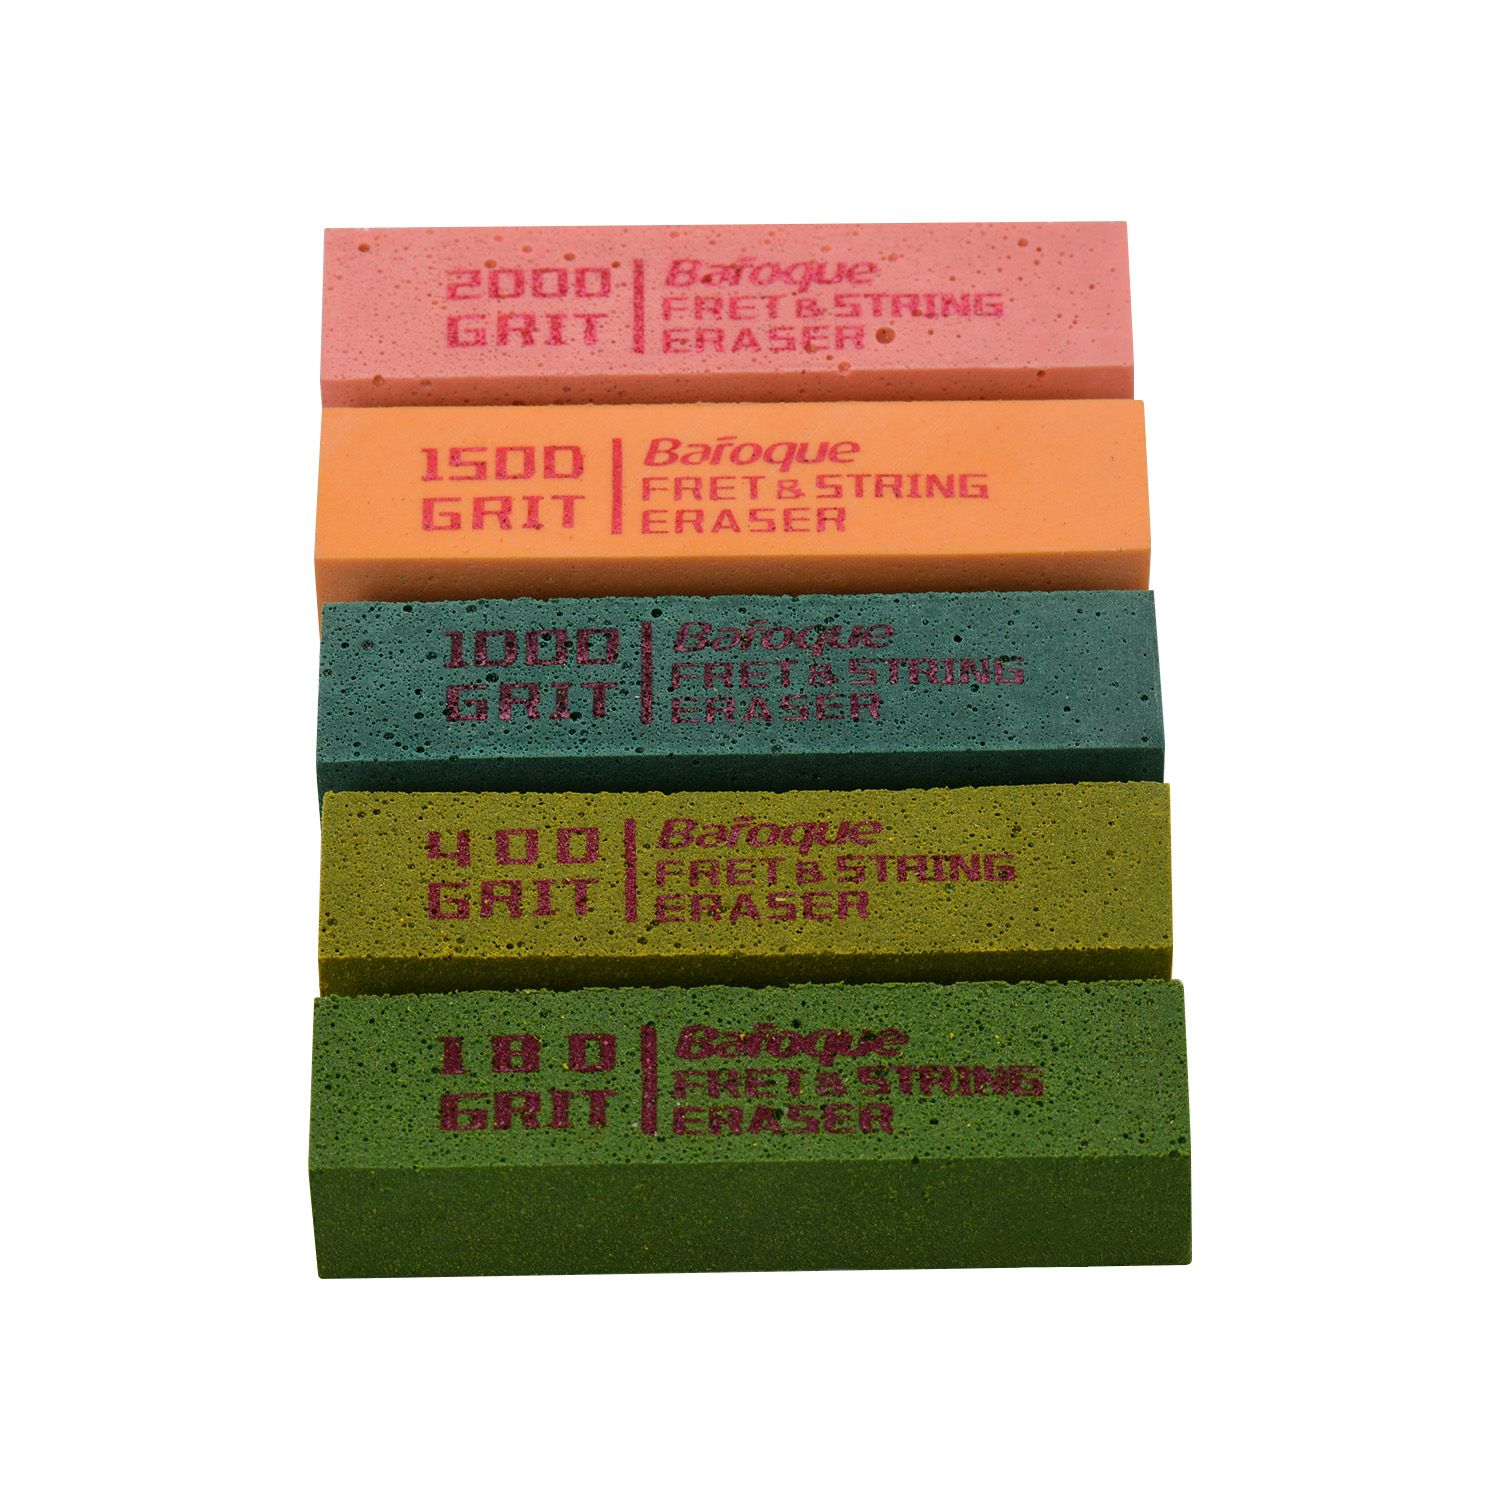 2000
GRIT
Baroque
FRET & STRING
ERASER
1500
GRIT
Baroque
FRET & STRING
ERASER
1000
GRIT
Baroque
FRET & STRING
ERASER
400
GRIT
Baroque
FRET & STRING
ERASER
180
GRIT
Baroque
FRET & STRING
ERASER